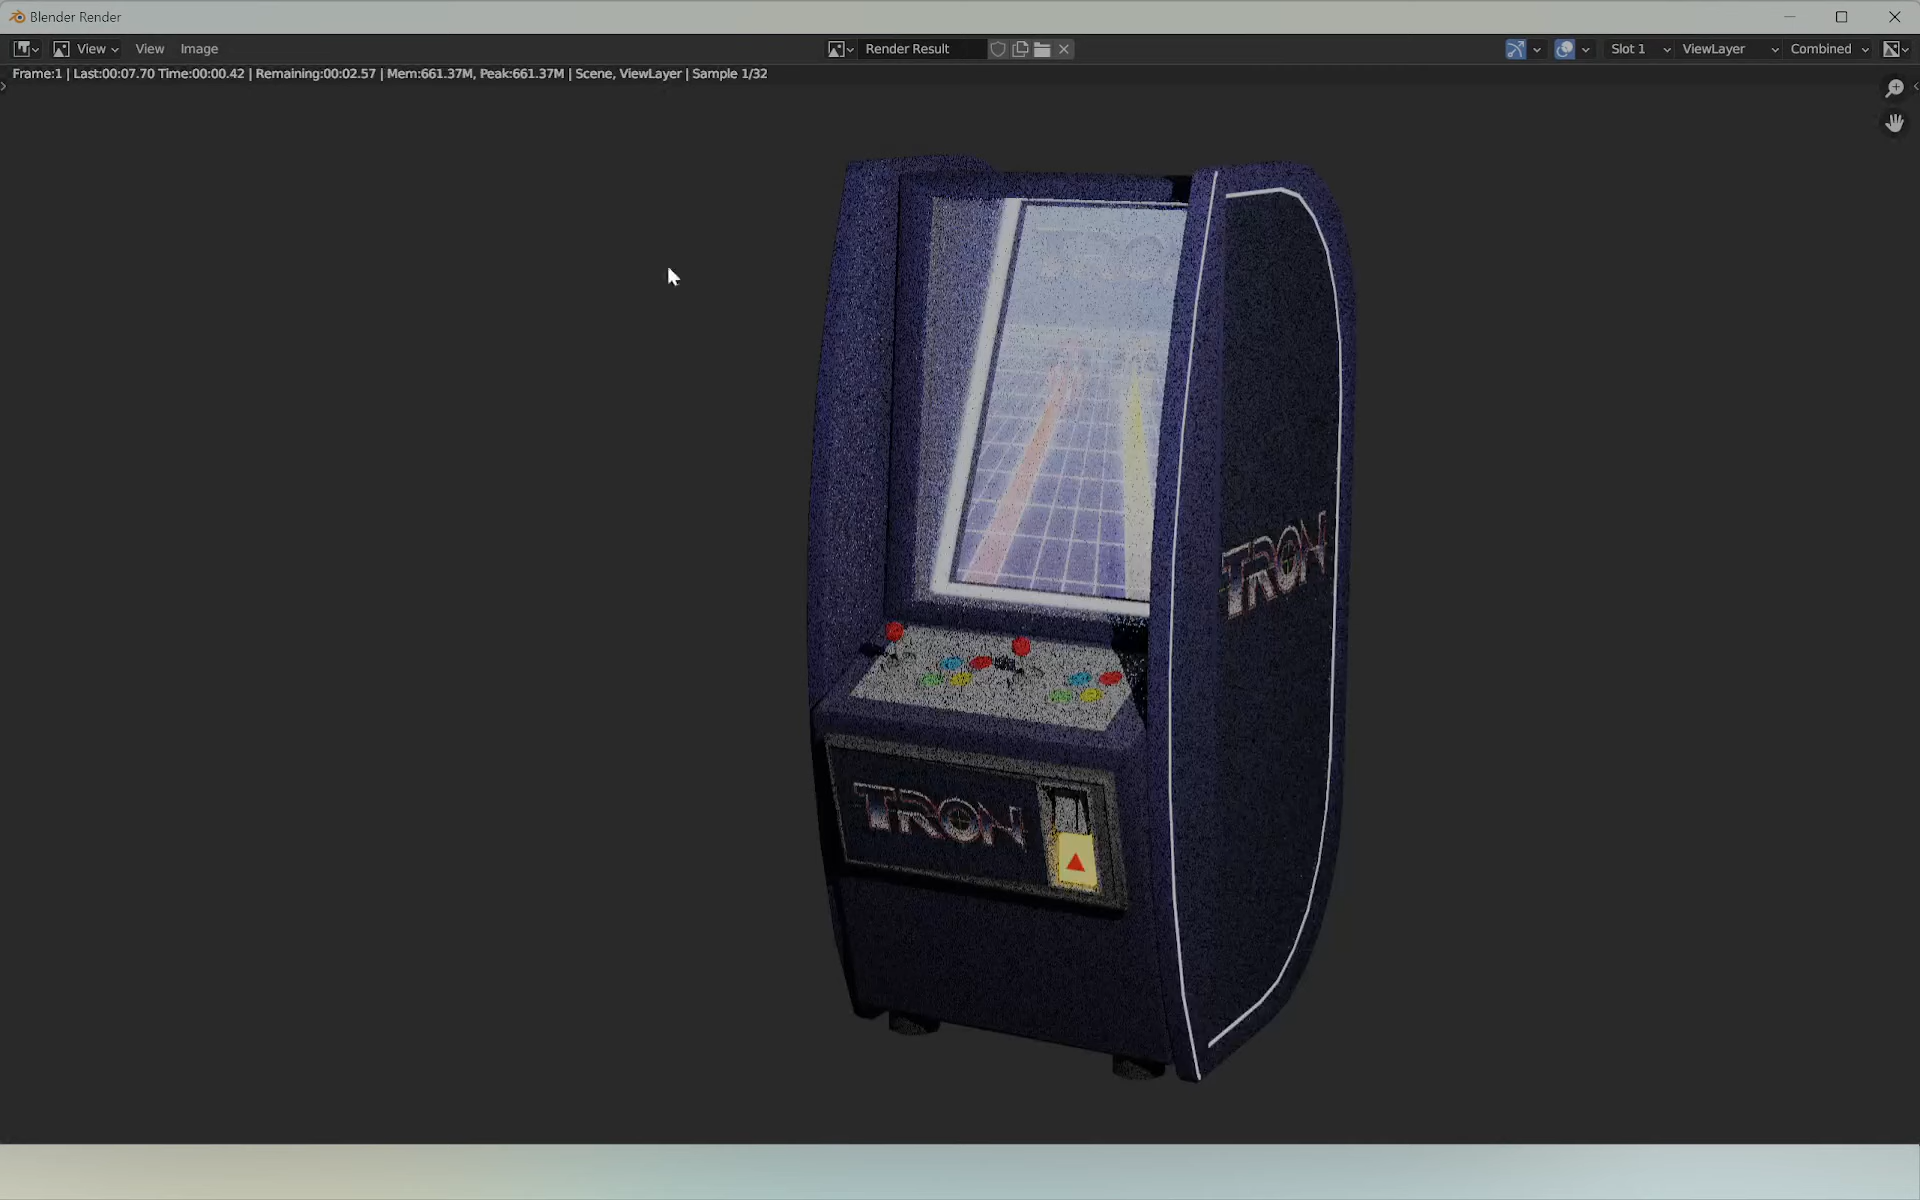 Blender Render
View View Image Render Result Slot 1 ViewLayer Combined
Frame:1 | Last:00:07.70 Time:00:00.42 | Remaining:00:02.57 | Mem:661.37M, Peak:661.37M | Scene, ViewLayer | Sample 1/32
TRON
TRON